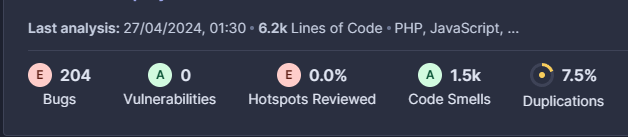 Last analysis: 27/04/2024, 01:30 • 6.2k Lines of Code • PHP, JavaScript, ...
E 204 A 0 E 0.0% A 1.5k 7.5%
Bugs Vulnerabilities Hotspots Reviewed Code Smells Duplications